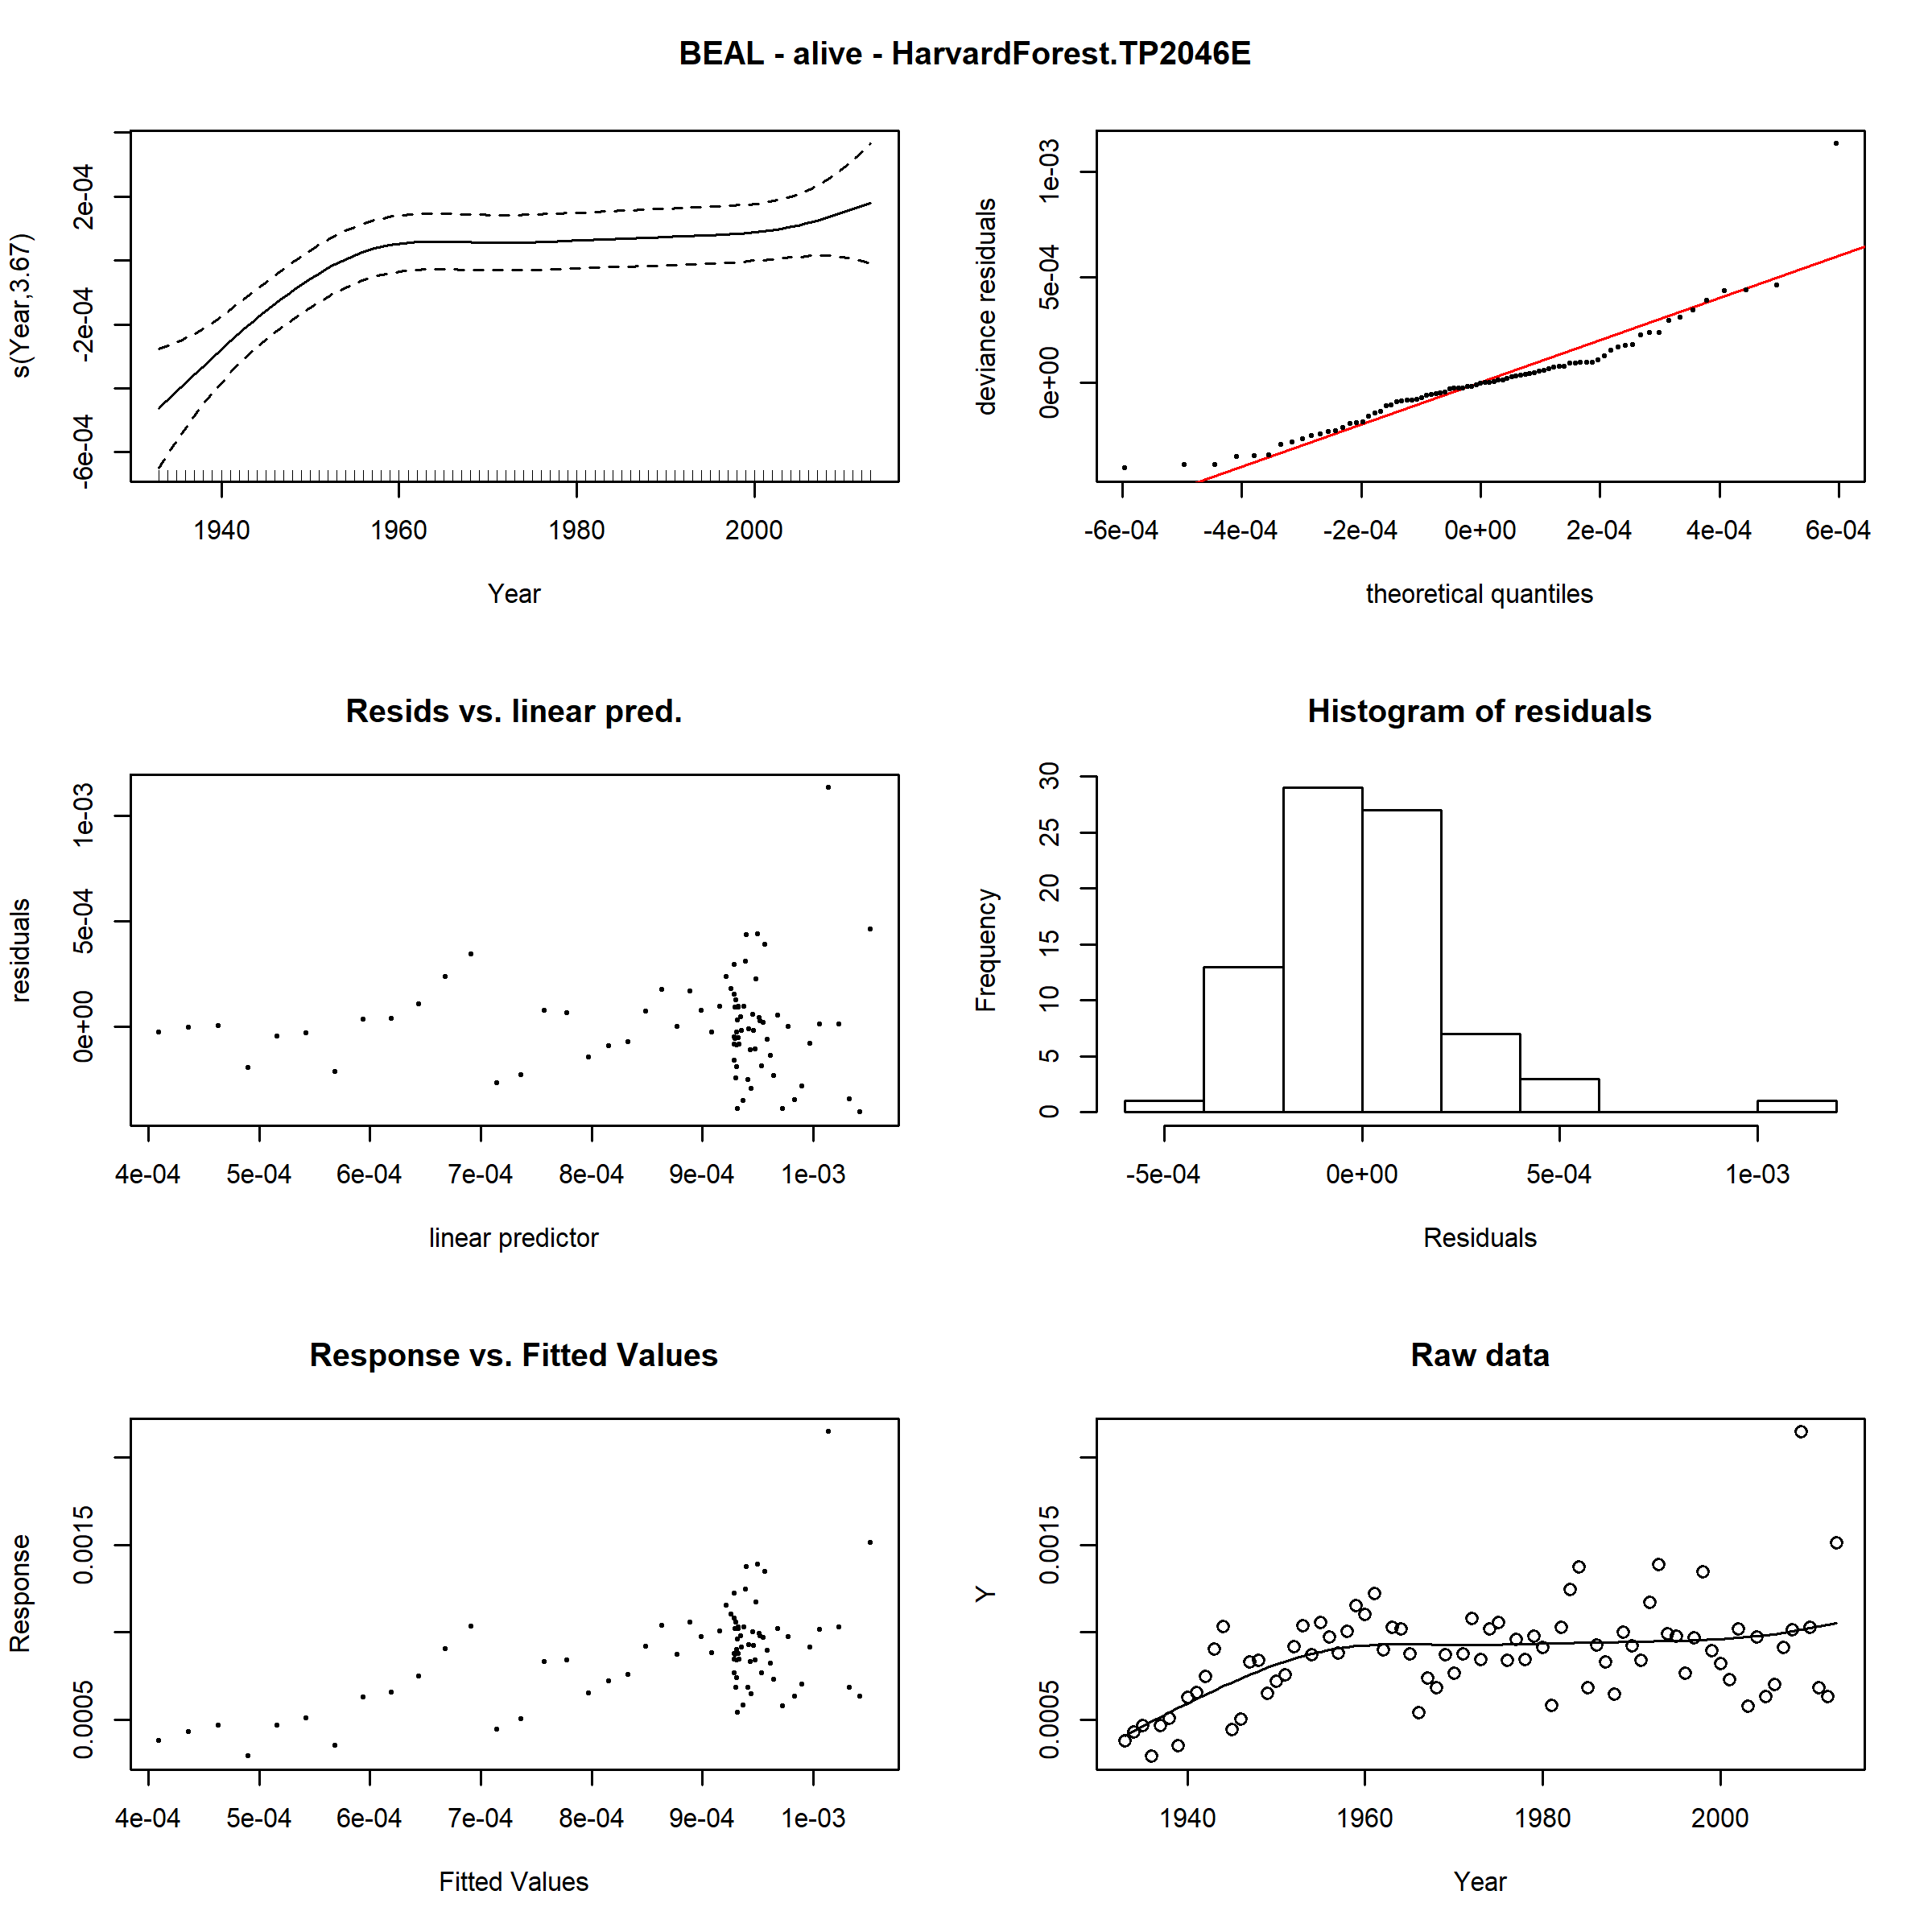 BEAL - alive - HarvardForest.TP2046E
s(Year,3.67)
2e-04
-2e-04
-6e-04
1940 1960 1980 2000
Year
deviance residuals
1e-03
5e-04
0e+00
-6e-04 -4e-04 -2e-04 0e+00 2e-04 4e-04 6e-04
theoretical quantiles
Resids vs. linear pred.
residuals
1e-03
5e-04
0e+00
4e-04 5e-04 6e-04 7e-04 8e-04 9e-04 1e-03
linear predictor
Histogram of residuals
Frequency
30
25
20
15
10
5
0
-5e-04 0e+00 5e-04 1e-03
Residuals
Response vs. Fitted Values
Response
0.0015
0.0005
4e-04 5e-04 6e-04 7e-04 8e-04 9e-04 1e-03
Fitted Values
Raw data
Y
0.0015
0.0005
1940 1960 1980 2000
Year